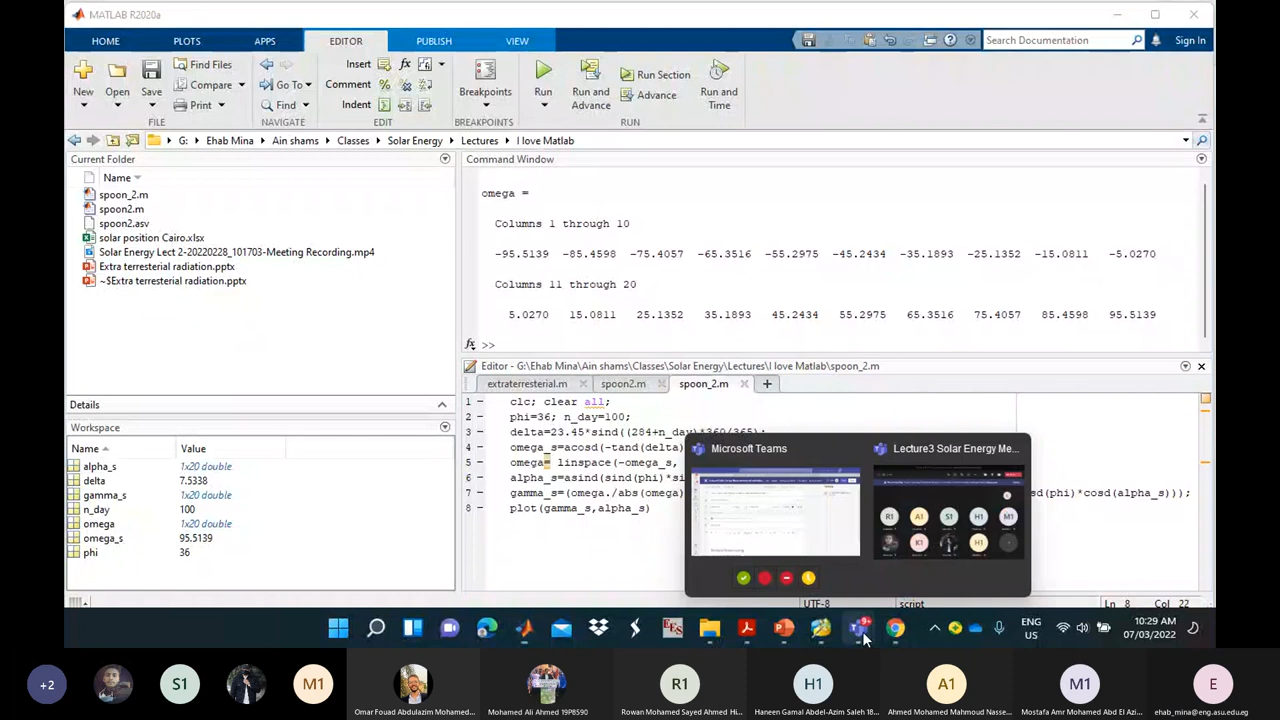 MATLAB R2020a
HOME PLOTS APPS EDITOR PUBLISH VIEW Search Documentation Sign In
New Open Save Find Files Compare Print Go To Find Insert Comment Indent Breakpoints Run Run and Advance Run Section Advance Run and Time
FILE NAVIGATE EDIT BREAKPOINTS RUN
G: Ehab Mina Ain shams Classes Solar Energy Lectures I love Matlab
Current Folder
Name
spoon_2.m
spoon2.m
spoon2.asv
solar position Cairo.xlsx
Solar Energy Lect 2-20220228_101703-Meeting Recording.mp4
Extra terresterial radiation.pptx
~$Extra terresterial radiation.pptx
Details
Workspace
Name Value
alpha_s 1x20 double
delta 7.5338
gamma_s 1x20 double
n_day 100
omega 1x20 double
omega_s 95.5139
phi 36
Command Window
omega =
Columns 1 through 10
-95.5139 -85.4598 -75.4057 -65.3516 -55.2975 -45.2434 -35.1893 -25.1352 -15.0811 -5.0270
Columns 11 through 20
5.0270 15.0811 25.1352 35.1893 45.2434 55.2975 65.3516 75.4057 85.4598 95.5139
fx >>
Editor - G:\Ehab Mina\Ain shams\Classes\Solar Energy\Lectures\I love Matlab\spoon_2.m
extraterresterial.m spoon2.m spoon_2.m
1 - clc; clear all;
2 - phi=36; n_day=100;
3 - delta=23.45*sind((284+n_day)*360/365);
4 - omega_s=acosd(-tand(delta)
5 - omega= linspace(-omega_s,
6 - alpha_s=asind(sind(phi)*si
7 - gamma_s=(omega./abs(omega) sd(phi)*cosd(alpha_s)));
8 - plot(gamma_s,alpha_s)
Microsoft Teams
Lecture3 Solar Energy Me...
R1 A1 S1 H1 M1
K1 H1
UTF-8 script Ln 8 Col 22
EES 9+ ENG US 10:29 AM 07/03/2022
+2 S1 M1 R1 H1 A1 M1 E
Omar Fouad Abdulazim Mohamed... Mohamed Ali Ahmed 19P8590 Rowan Mohamed Sayed Ahmed Hi... Haneen Gamal Abdel-Azim Saleh 18... Ahmed Mohamed Mahmoud Nasse... Mostafa Amr Mohamed Abd El Azi... ehab_mina@eng.asu.edu.eg